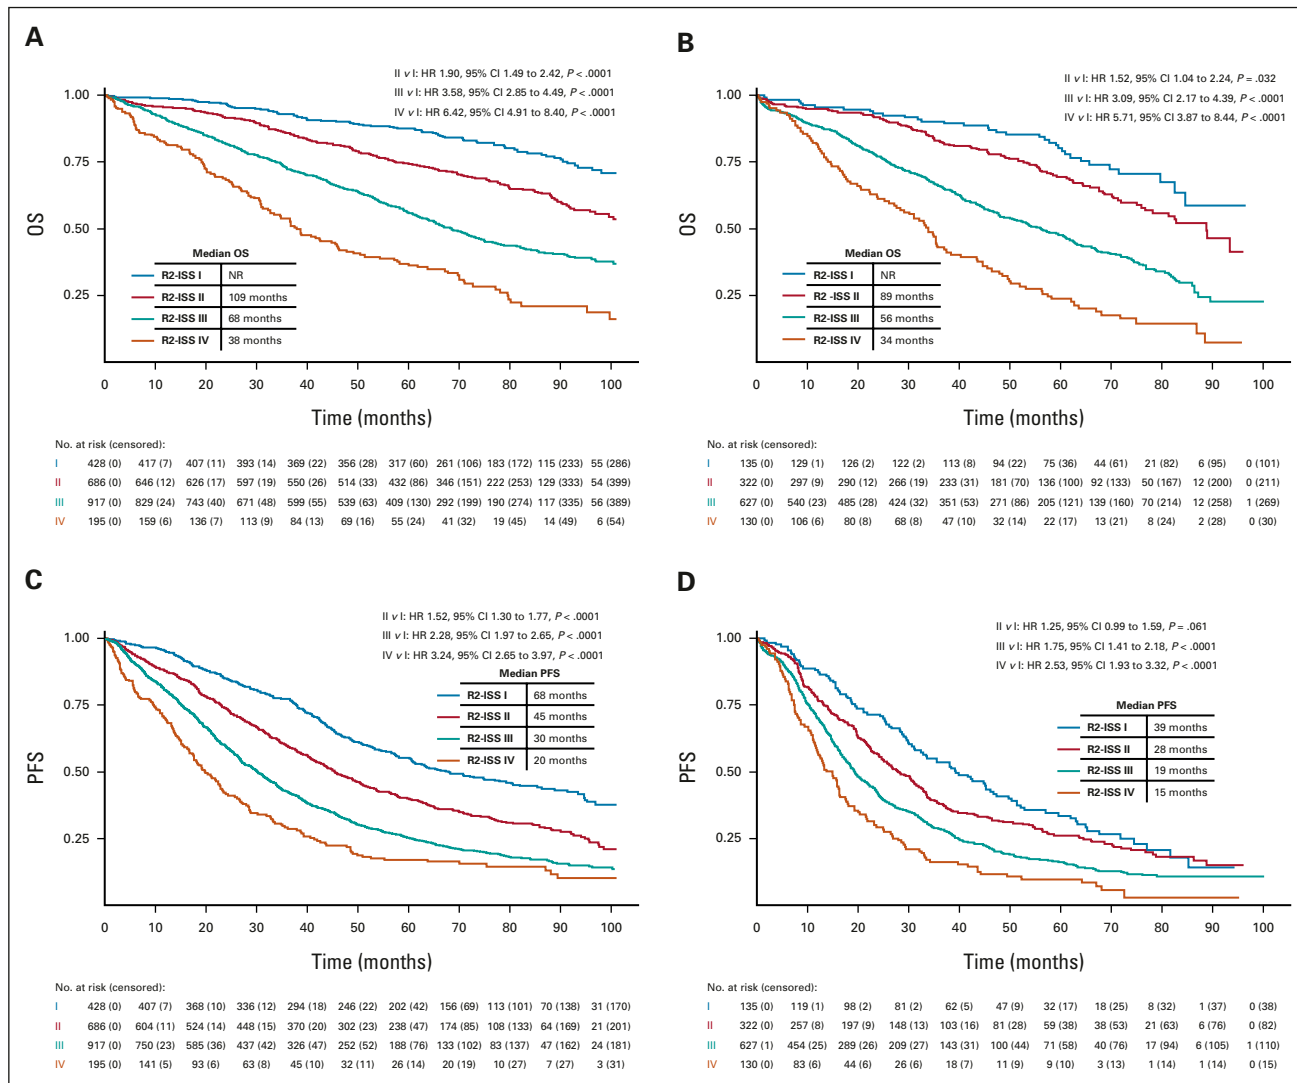 A
II v I: HR 1.90, 95% CI 1.49 to 2.42, P < .0001
III v I: HR 3.58, 95% CI 2.85 to 4.49, P < .0001
IV v I: HR 6.42, 95% CI 4.91 to 8.40, P < .0001
1.00
0.75
0.50
0.25
OS
Median OS
R2-ISS I NR
R2-ISS II 109 months
R2-ISS III 68 months
R2-ISS IV 38 months
0 10 20 30 40 50 60 70 80 90 100
Time (months)
No. at risk (censored):
I 428 (0) 417 (7) 407 (11) 393 (14) 369 (22) 356 (28) 317 (60) 261 (106) 183 (172) 115 (233) 55 (286)
II 686 (0) 646 (12) 626 (17) 597 (19) 550 (26) 514 (33) 432 (86) 346 (151) 222 (253) 129 (333) 54 (399)
III 917 (0) 829 (24) 743 (40) 671 (48) 599 (55) 539 (63) 409 (130) 292 (199) 190 (274) 117 (335) 56 (389)
IV 195 (0) 159 (6) 136 (7) 113 (9) 84 (13) 69 (16) 55 (24) 41 (32) 19 (45) 14 (49) 6 (54)
B
II v I: HR 1.52, 95% CI 1.04 to 2.24, P = .032
III v I: HR 3.09, 95% CI 2.17 to 4.39, P < .0001
IV v I: HR 5.71, 95% CI 3.87 to 8.44, P < .0001
1.00
0.75
0.50
0.25
OS
Median OS
R2-ISS I NR
R2 -ISS II 89 months
R2-ISS III 56 months
R2-ISS IV 34 months
0 10 20 30 40 50 60 70 80 90 100
Time (months)
No. at risk (censored):
I 135 (0) 129 (1) 126 (2) 122 (2) 113 (8) 94 (22) 75 (36) 44 (61) 21 (82) 6 (95) 0 (101)
II 322 (0) 297 (9) 290 (12) 266 (19) 233 (31) 181 (70) 136 (100) 92 (133) 50 (167) 12 (200) 0 (211)
III 627 (0) 540 (23) 485 (28) 424 (32) 351 (53) 271 (86) 205 (121) 139 (160) 70 (214) 12 (258) 1 (269)
IV 130 (0) 106 (6) 80 (8) 68 (8) 47 (10) 32 (14) 22 (17) 13 (21) 8 (24) 2 (28) 0 (30)
C
II v I: HR 1.52, 95% CI 1.30 to 1.77, P < .0001
III v I: HR 2.28, 95% CI 1.97 to 2.65, P < .0001
IV v I: HR 3.24, 95% CI 2.65 to 3.97, P < .0001
1.00
0.75
0.50
0.25
PFS
Median PFS
R2-ISS I 68 months
R2-ISS II 45 months
R2-ISS III 30 months
R2-ISS IV 20 months
0 10 20 30 40 50 60 70 80 90 100
Time (months)
No. at risk (censored):
I 428 (0) 407 (7) 368 (10) 336 (12) 294 (18) 246 (22) 202 (42) 156 (69) 113 (101) 70 (138) 31 (170)
II 686 (0) 604 (11) 524 (14) 448 (15) 370 (20) 302 (23) 238 (47) 174 (85) 108 (133) 64 (169) 21 (201)
III 917 (0) 750 (23) 585 (36) 437 (42) 326 (47) 252 (52) 188 (76) 133 (102) 83 (137) 47 (162) 24 (181)
IV 195 (0) 141 (5) 93 (6) 63 (8) 45 (10) 32 (11) 26 (14) 20 (19) 10 (27) 7 (27) 3 (31)
D
II v I: HR 1.25, 95% CI 0.99 to 1.59, P = .061
III v I: HR 1.75, 95% CI 1.41 to 2.18, P < .0001
IV v I: HR 2.53, 95% CI 1.93 to 3.32, P < .0001
1.00
0.75
0.50
0.25
PFS
Median PFS
R2-ISS I 39 months
R2-ISS II 28 months
R2-ISS III 19 months
R2-ISS IV 15 months
0 10 20 30 40 50 60 70 80 90 100
Time (months)
No. at risk (censored):
I 135 (0) 119 (1) 98 (2) 81 (2) 62 (5) 47 (9) 32 (17) 18 (25) 8 (32) 1 (37) 0 (38)
II 322 (0) 257 (8) 197 (9) 148 (13) 103 (16) 81 (28) 59 (38) 38 (53) 21 (63) 6 (76) 0 (82)
III 627 (1) 454 (25) 289 (26) 209 (27) 143 (31) 100 (44) 71 (58) 40 (76) 17 (94) 6 (105) 1 (110)
IV 130 (0) 83 (6) 44 (6) 26 (6) 18 (7) 11 (9) 9 (10) 3 (13) 1 (14) 1 (14) 0 (15)